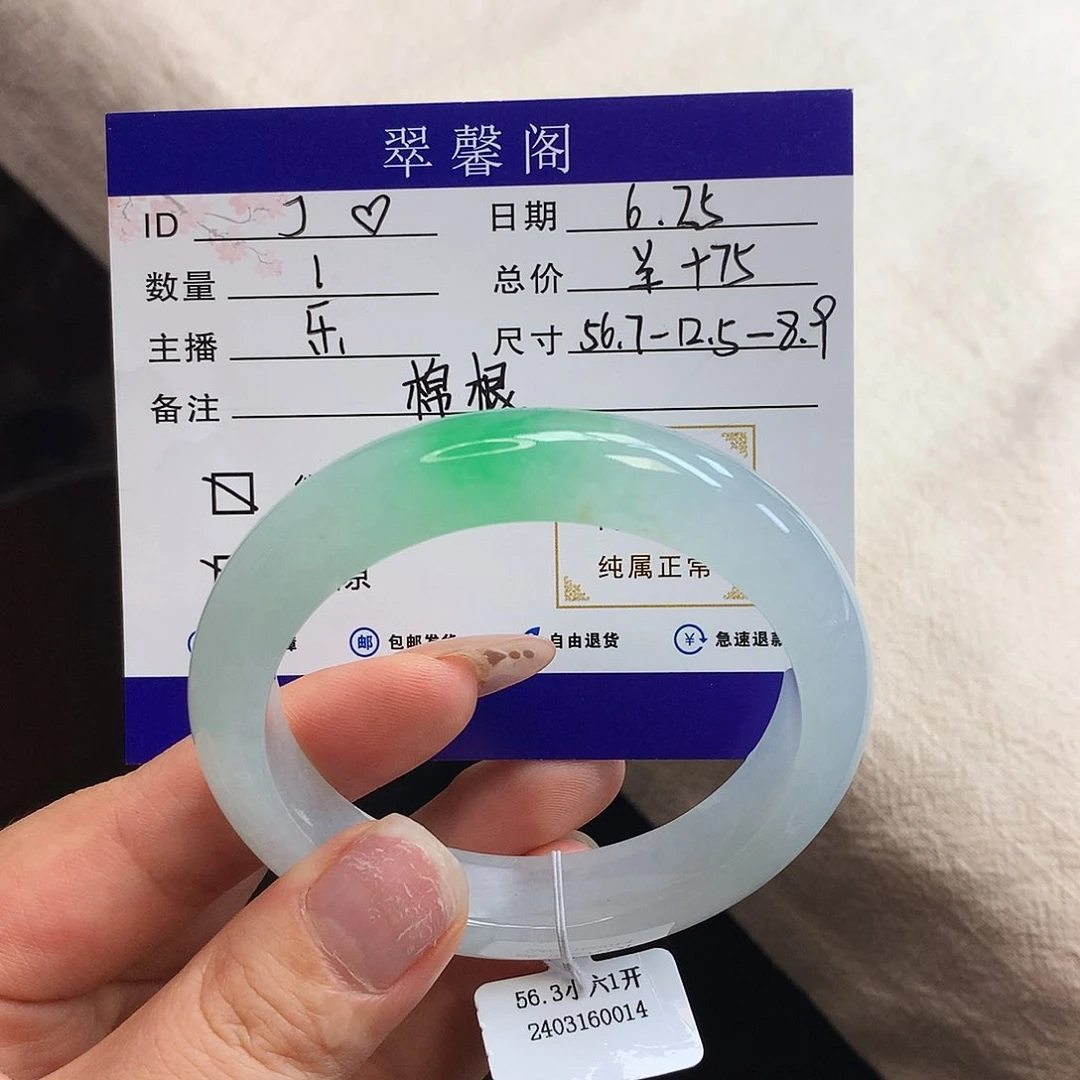 翠馨阁
ID J ♡ 日期 6.25
数量 1 总价 羊+75
主播 乐 尺寸 56.7-12.5-8.9
备注 棉根
纯属正常
邮 包邮发 自由退货 ¥ 急速退款
56.3小 六1开
2403160014